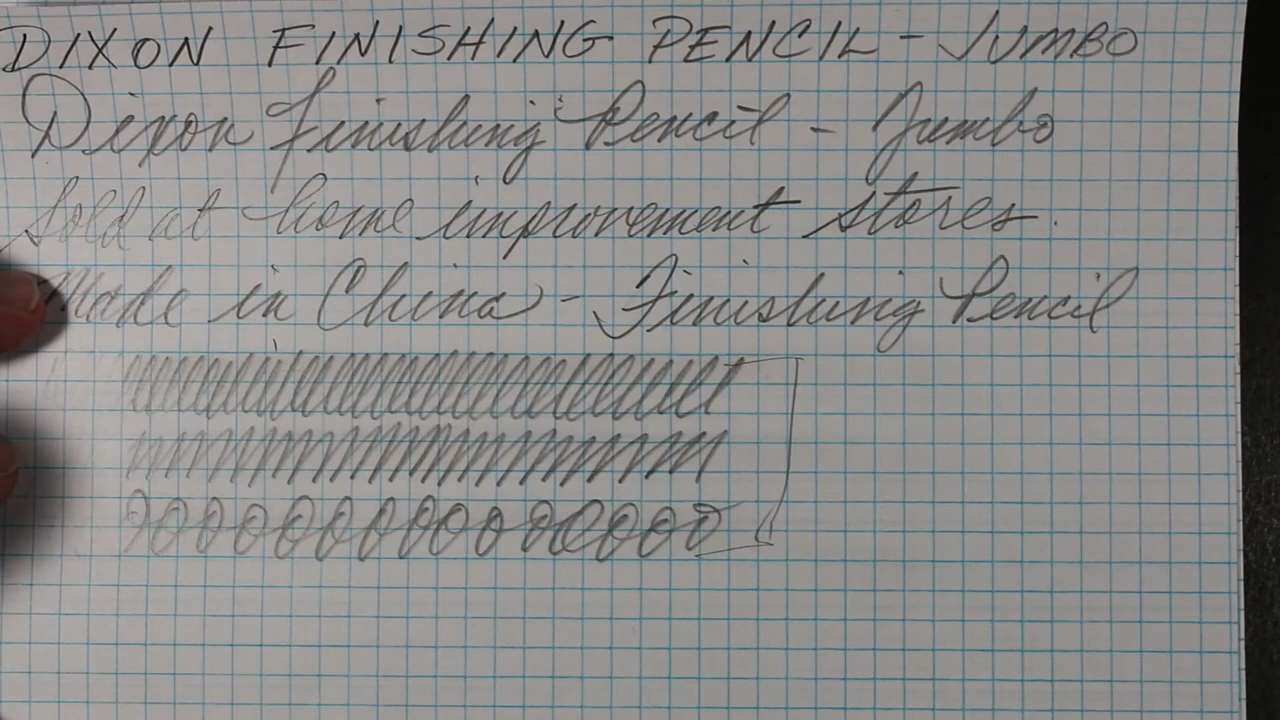 DIXON FINISHING PENCIL - JUMBO
Dixon Finishing Pencil - Jumbo
Sold at home improvement stores.
Made in China - Finishing Pencil